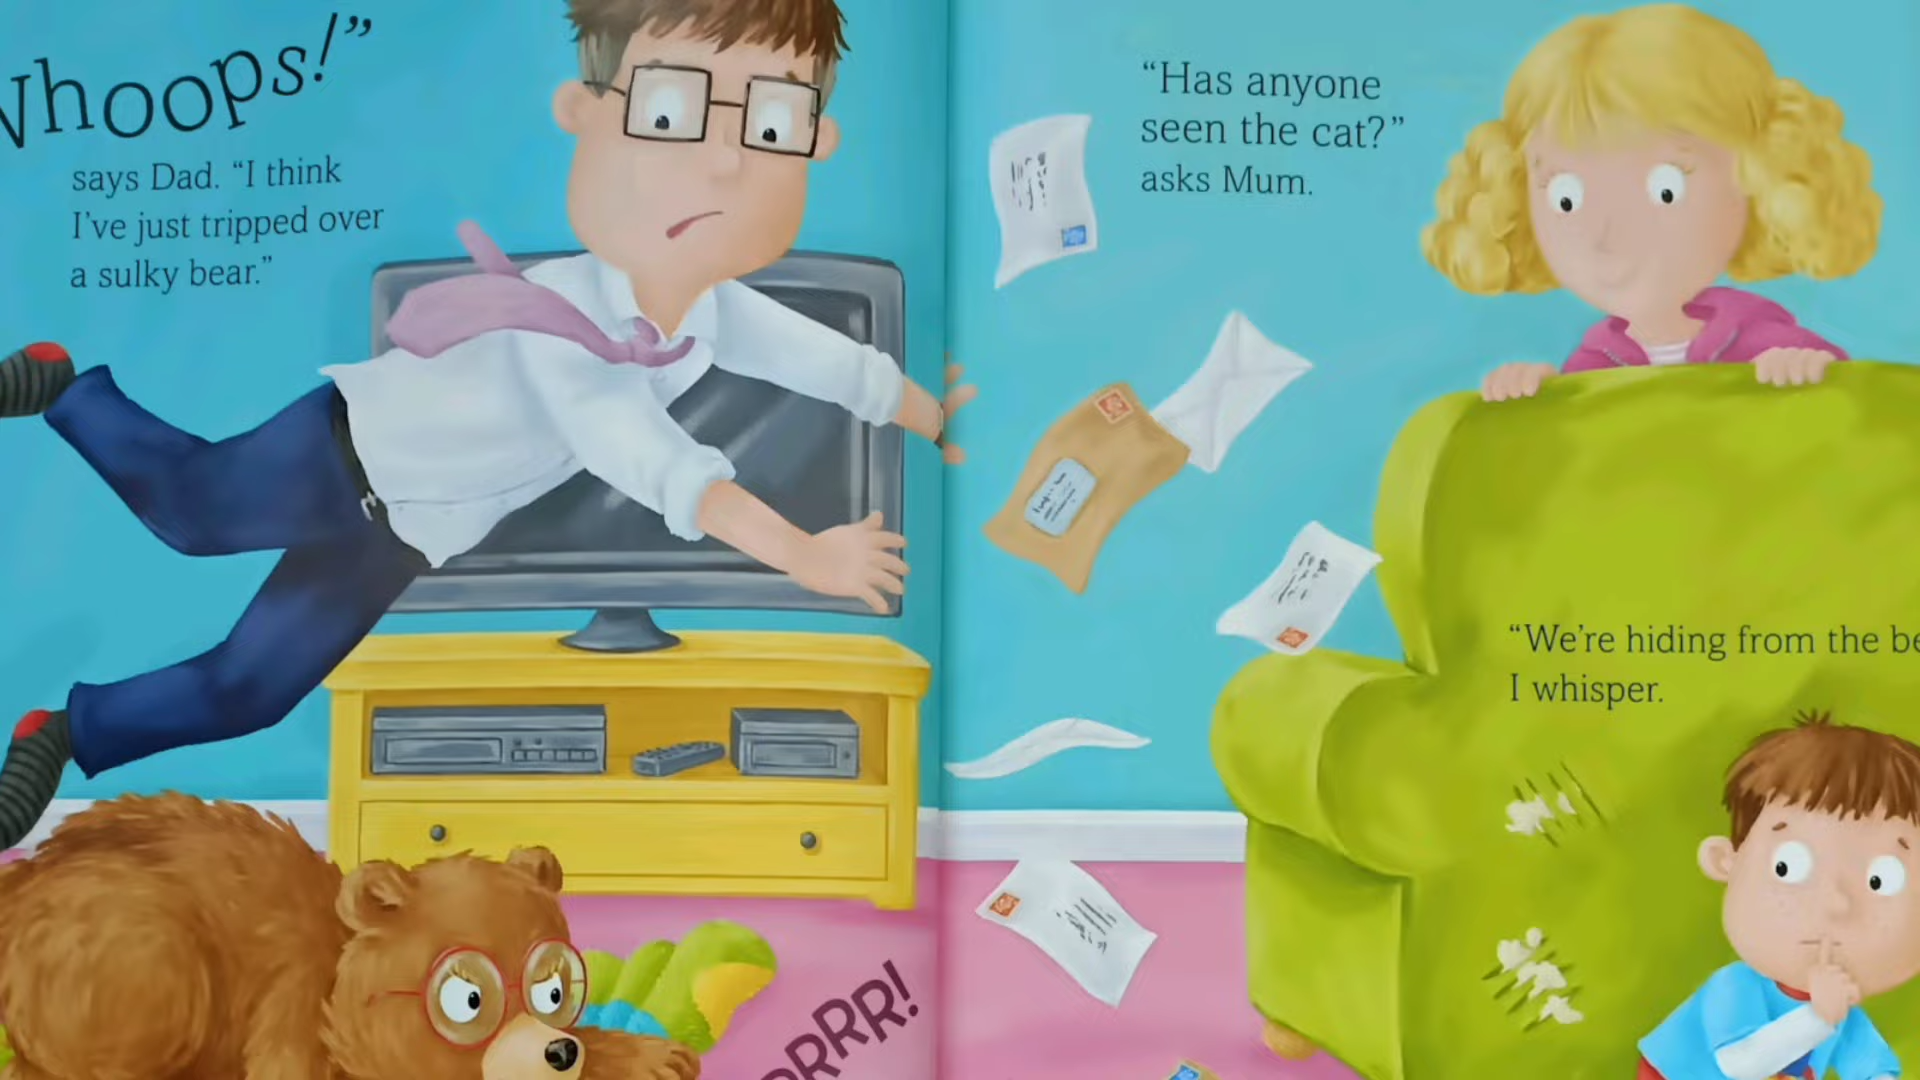 Whoops!”
says Dad. “I think
I’ve just tripped over
a sulky bear.”
“Has anyone
seen the cat?”
asks Mum.
“We’re hiding from the
I whisper.
RRR!